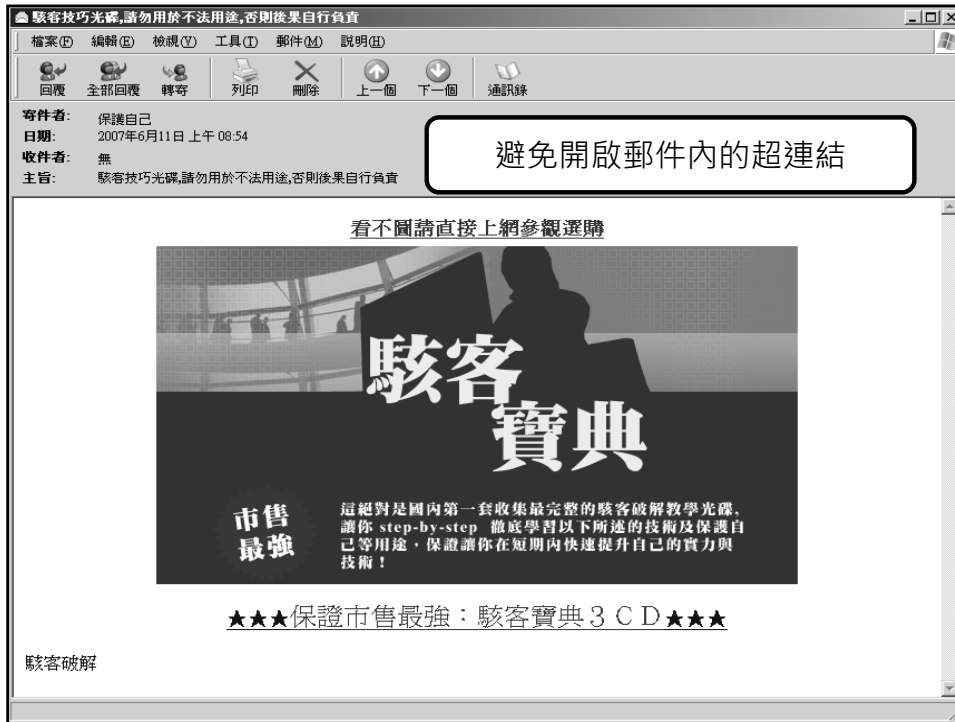 駭客技巧光碟,請勿用於不法用途,否則後果自行負責
檔案(F) 編輯(E) 檢視(V) 工具(T) 郵件(M) 說明(H)
回覆 全部回覆 轉寄 列印 刪除 上一個 下一個 通訊錄
寄件者: 保護自己
日期: 2007年6月11日 上午 08:54
收件者: 無
主旨: 駭客技巧光碟,請勿用於不法用途,否則後果自行負責
避免開啟郵件內的超連結
看不圖請直接上網參觀選購
駭客
寶典
市售
最強
這絕對是國內第一套收集最完整的駭客破解教學光碟,
讓你 step-by-step 徹底學習以下所述的技術及保護自
己等用途,保證讓你在短期內快速提升自己的實力與
技術!
★★★保證市售最強:駭客寶典3CD★★★
駭客破解